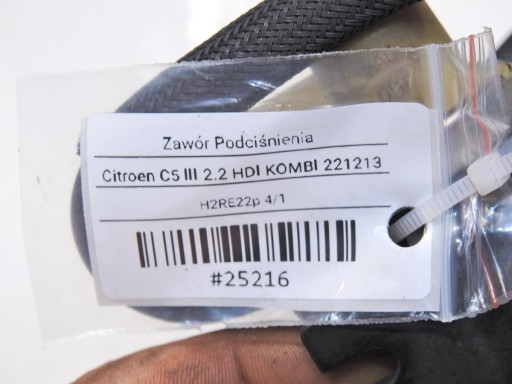 Zawór Podciśnienia
Citroen C5 III 2.2 HDI KOMBI 221213
H2RE22p 4/1
#25216